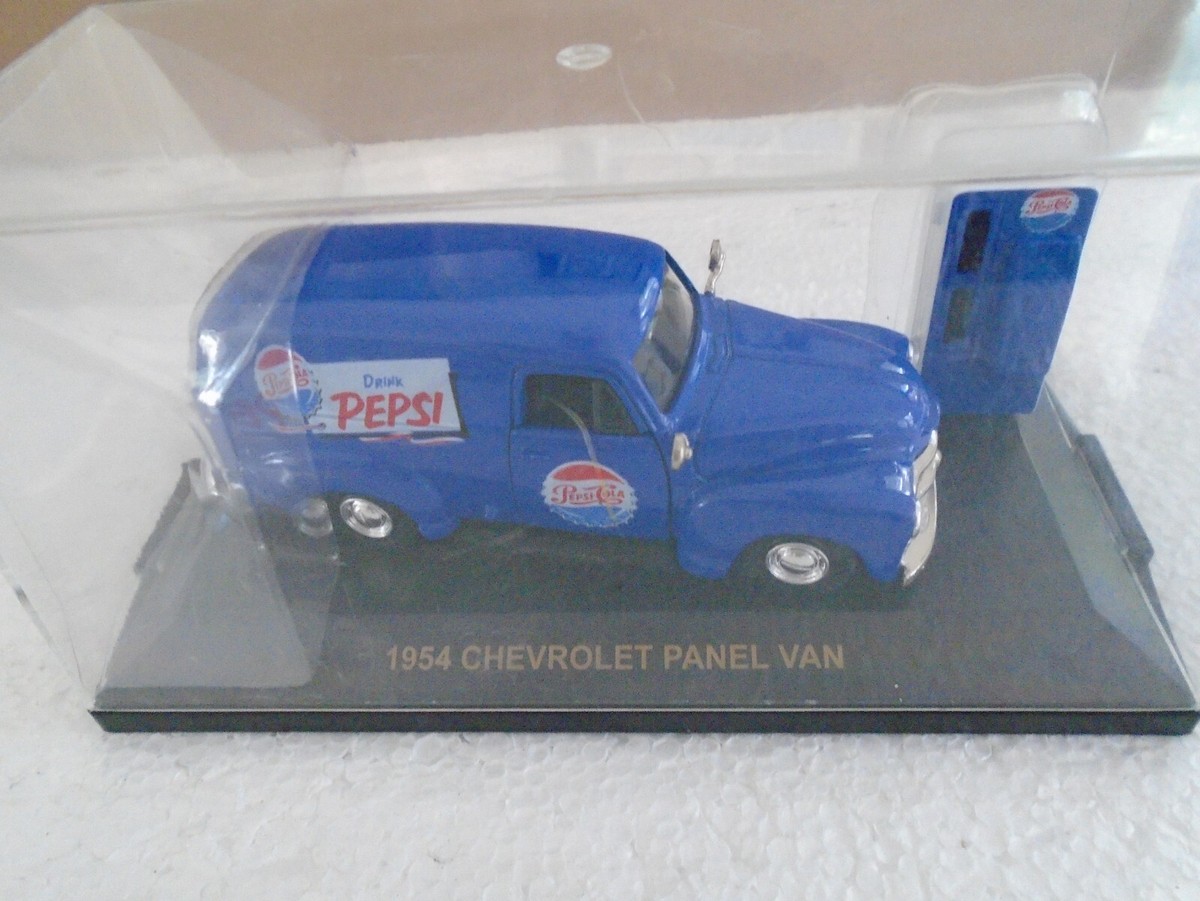 Pepsi-Cola
DRINK
PEPSI
PEPSI-COLA
1954 CHEVROLET PANEL VAN